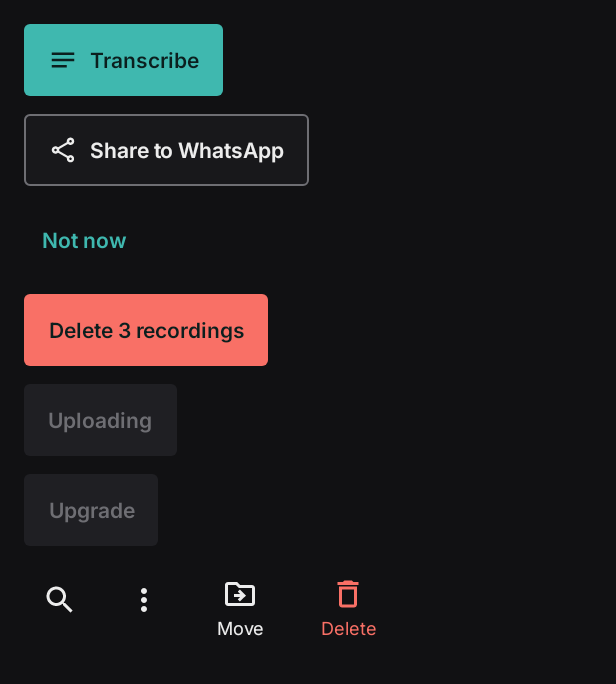 Transcribe
Share to WhatsApp
Not now
Delete 3 recordings
Uploading
Upgrade
Move
Delete